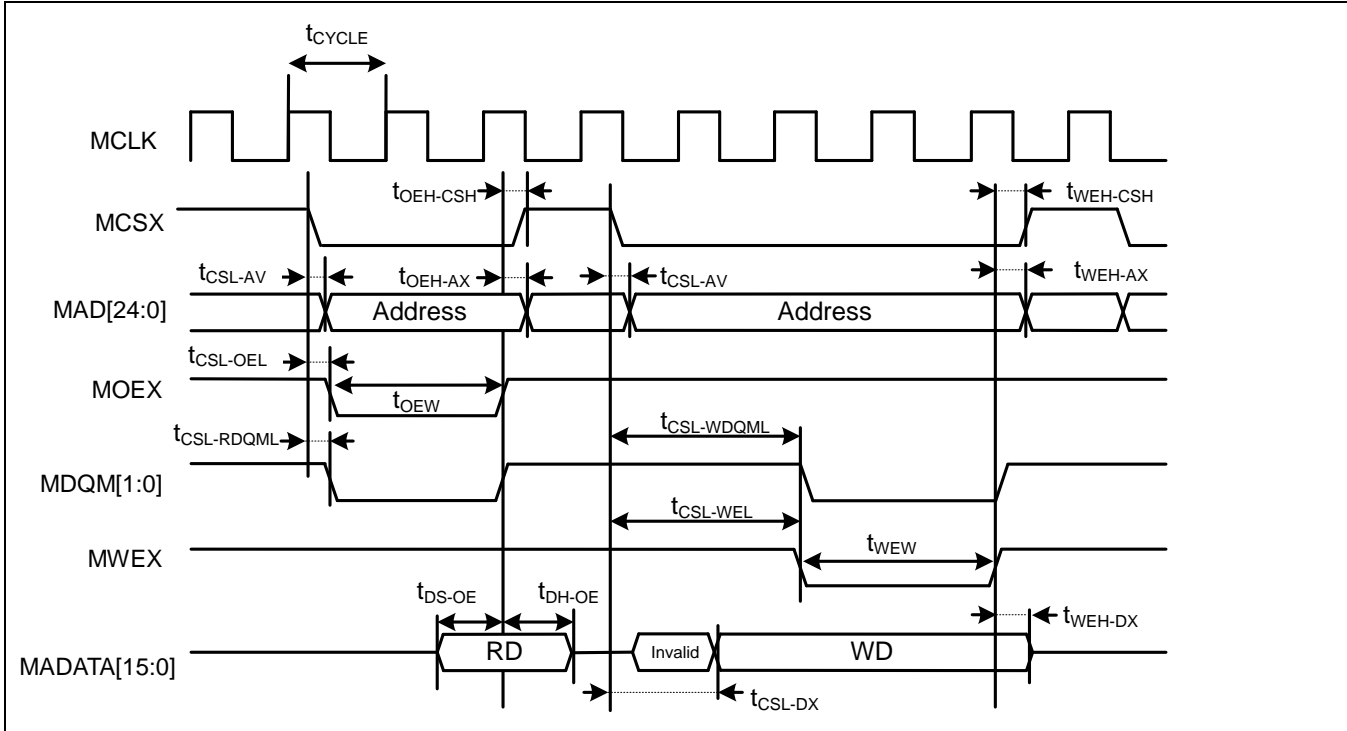 tCYCLE
MCLK
tOEH-CSH
tWEH-CSH
MCSX
tCSL-AV
tOEH-AX
tCSL-AV
tWEH-AX
MAD[24:0]
Address
Address
tCSL-OEL
MOEX
tOEW
tCSL-RDQML
tCSL-WDQML
MDQM[1:0]
tCSL-WEL
MWEX
tWEW
tDS-OE
tDH-OE
tWEH-DX
MADATA[15:0]
RD
Invalid
WD
tCSL-DX